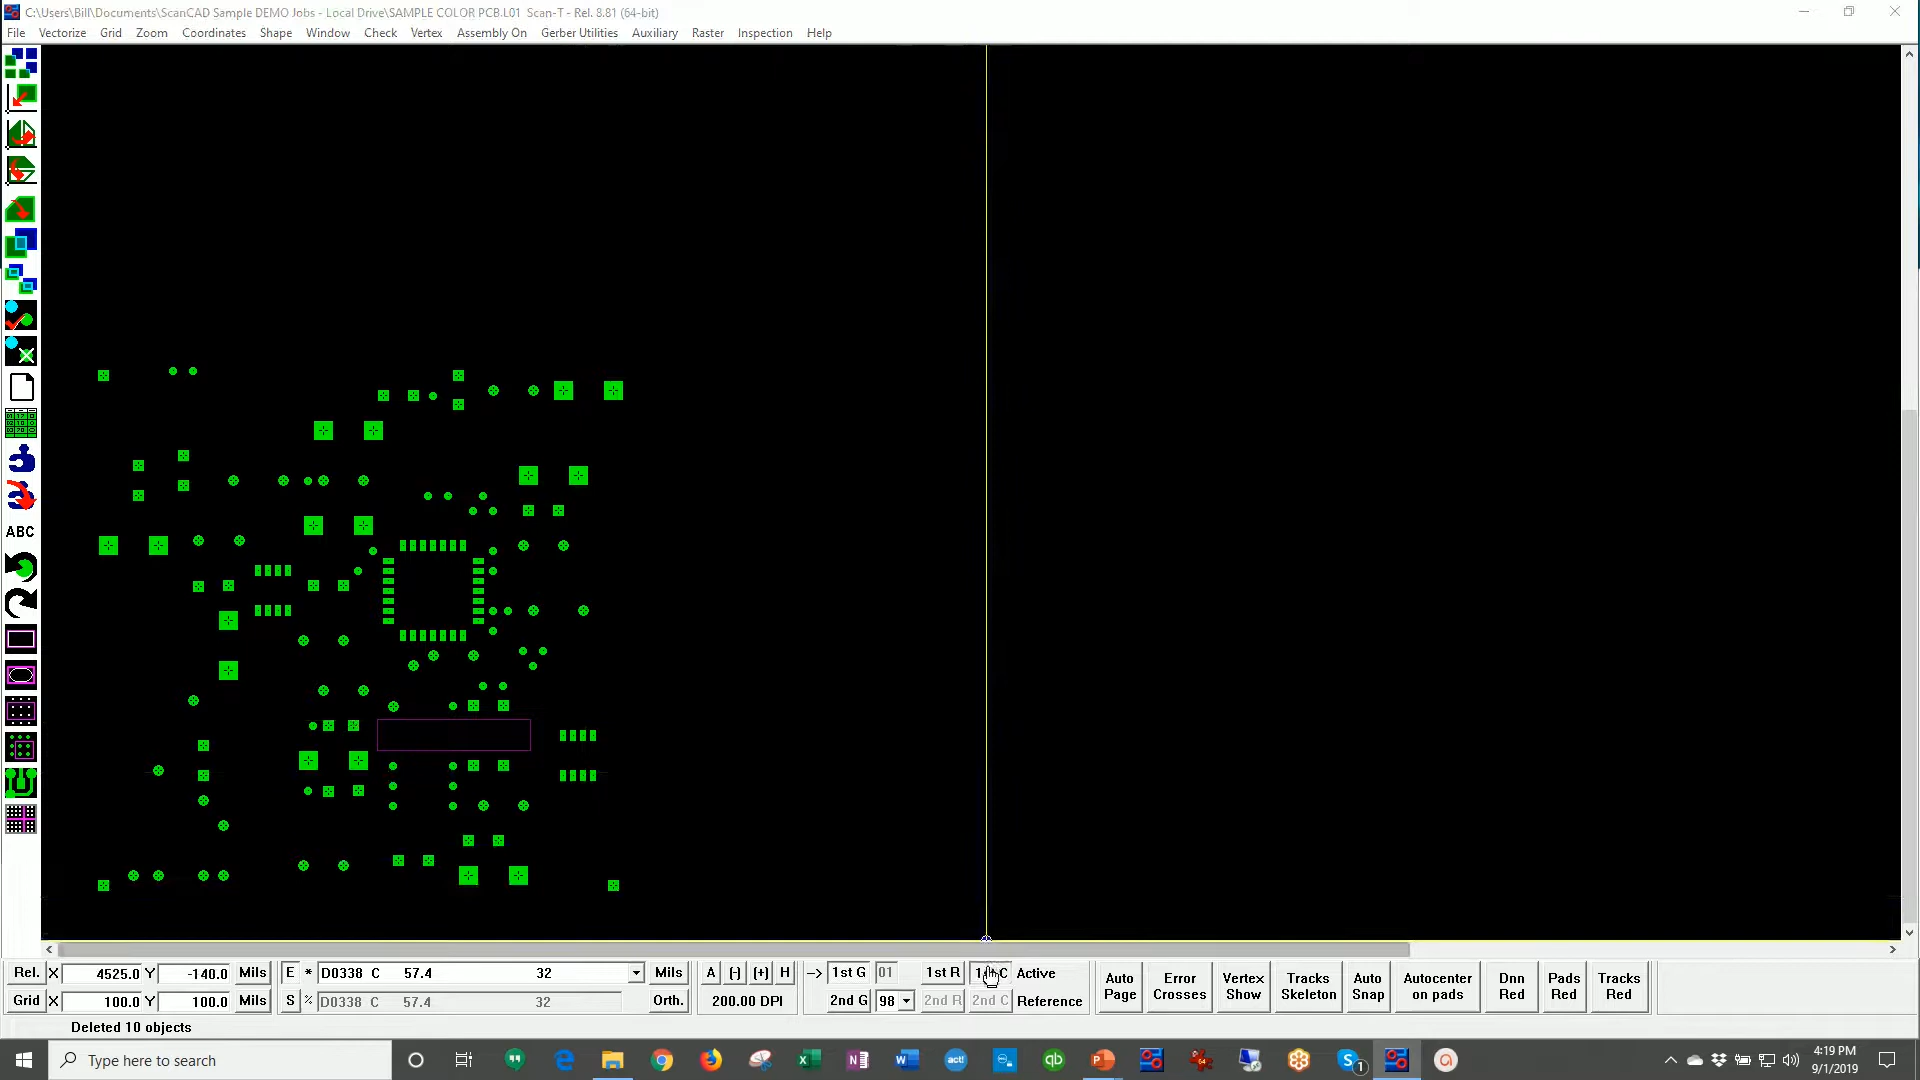 C:\Users\Bill\Documents\ScanCAD Sample DEMO Jobs - Local Drive\SAMPLE COLOR PCB.L01  Scan-T - Rel. 8.81 (64-bit)
File Vectorize Grid Zoom Coordinates Shape Window Check Vertex Assembly On Gerber Utilities Auxiliary Raster Inspection Help
ABC
Rel. X 4525.0 Y -140.0 Mils E * D0338 C 57.4 32 Mils A (-) (+) H -> 1st G 01 1st R Active
Grid X 100.0 Y 100.0 Mils S % D0338 C 57.4 32 Orth. 200.00 DPI 2nd G 98 2nd R 2nd C Reference
Auto Page
Error Crosses
Vertex Show
Tracks Skeleton
Auto Snap
Autocenter on pads
Dnn Red
Pads Red
Tracks Red
Deleted 10 objects
Type here to search
act!
qb
64
1
4:19 PM
9/1/2019